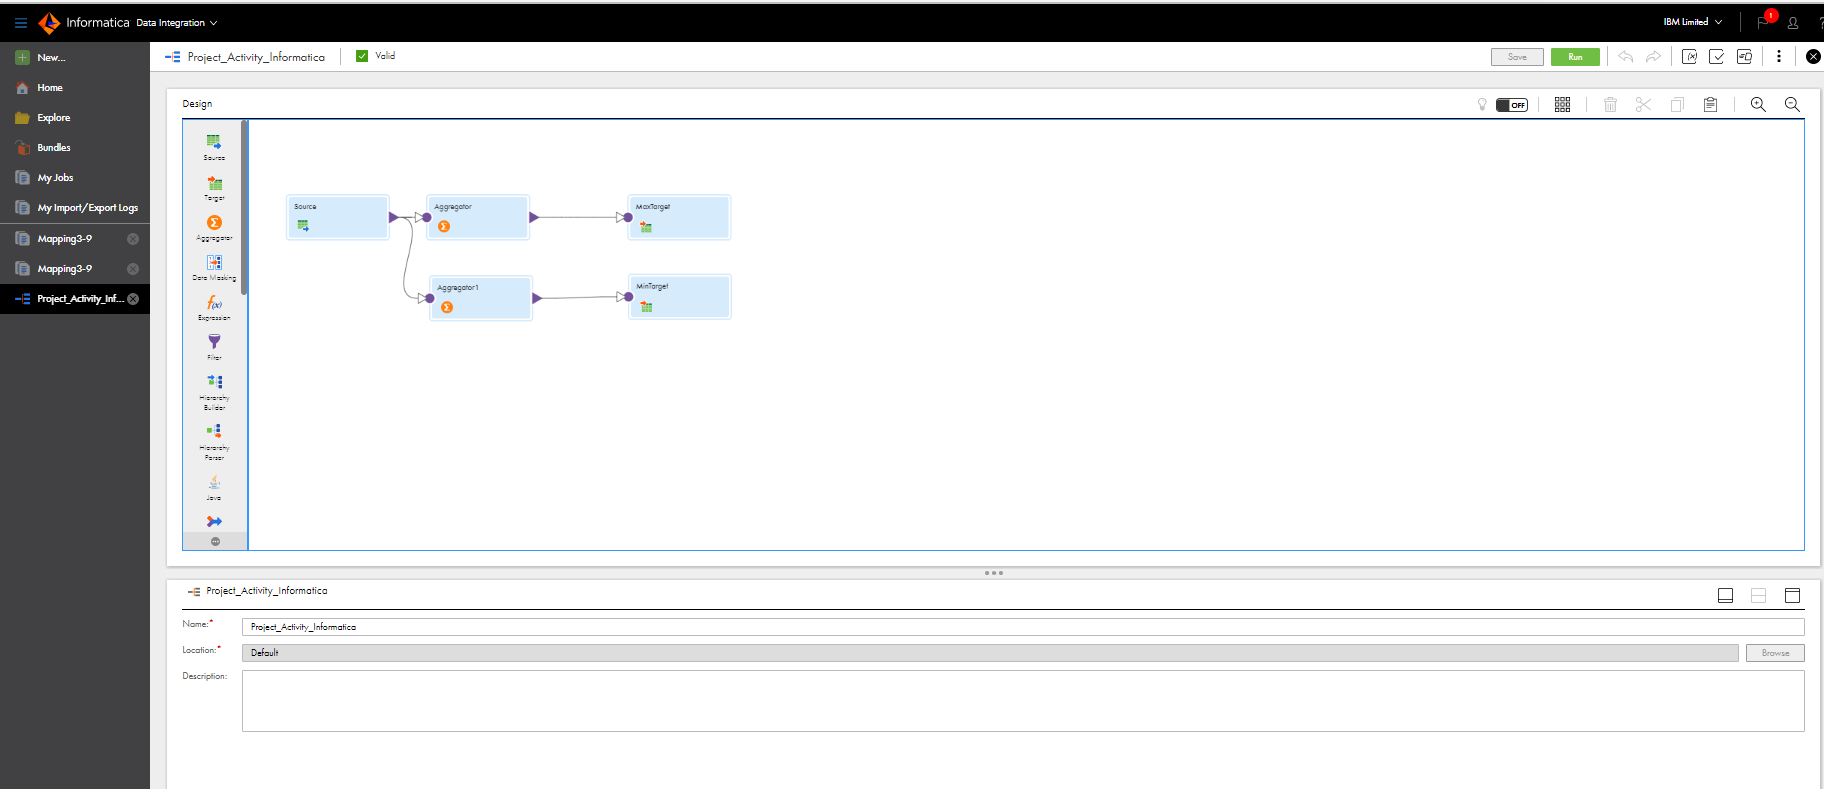 Informatica Data Integration
IBM Limited
1
?
New...
Home
Explore
Bundles
My Jobs
My Import/Export Logs
Mapping3-9
Mapping3-9
Project_Activity_Inf...
Project_Activity_Informatica
Valid
Save
Run
Design
OFF
Source
Target
Aggregator
Data Masking
Expression
Filter
Hierarchy
Builder
Hierarchy
Parser
Java
Source
Aggregator
MaxTarget
Aggregator1
MinTarget
Project_Activity_Informatica
Name:*
Project_Activity_Informatica
Location:*
Default
Browse
Description: